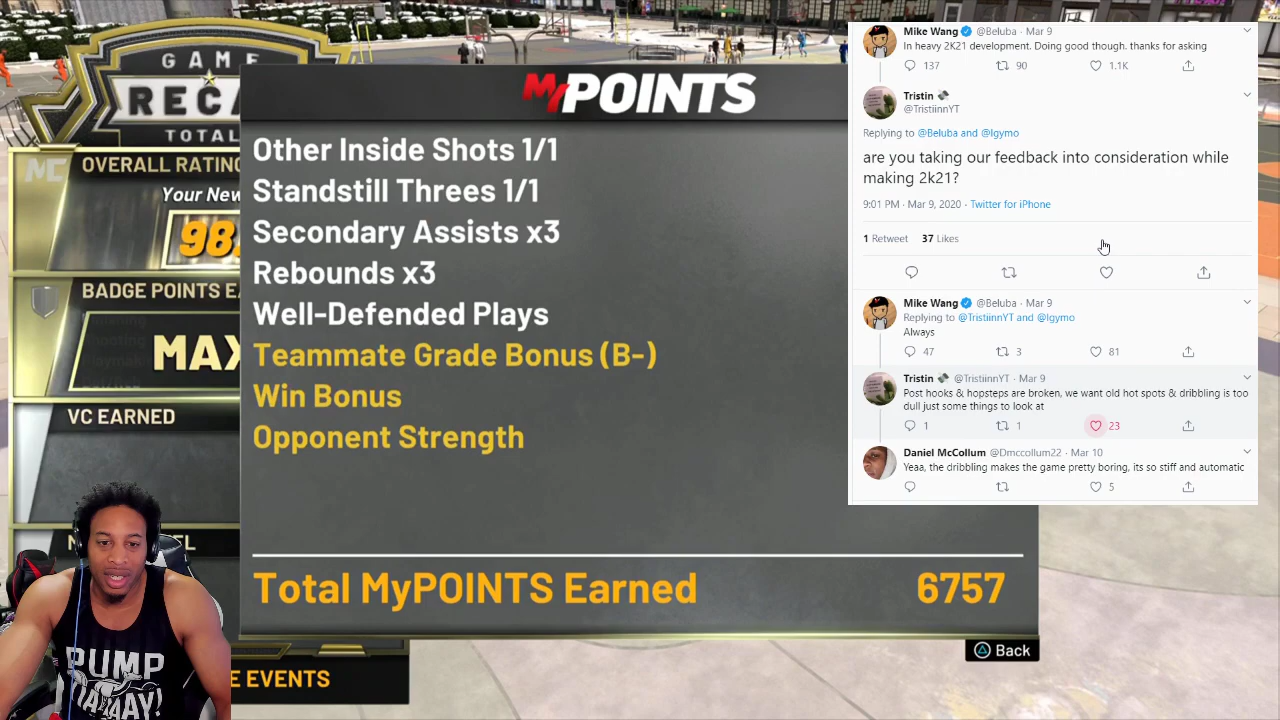 GAME
RECA
TOTAL
OVERALL RATING
Your New
98.
BADGE POINTS EA
MAX
VC EARNED
EL
E EVENTS
MyPOINTS
Other Inside Shots 1/1
Standstill Threes 1/1
Secondary Assists x3
Rebounds x3
Well-Defended Plays
Teammate Grade Bonus (B-)
Win Bonus
Opponent Strength
Total MyPOINTS Earned 6757
Back
Mike Wang @Beluba · Mar 9
In heavy 2K21 development. Doing good though. thanks for asking
137 90 1.1K
Tristin
@TristiinnYT
Replying to @Beluba and @lgymo
are you taking our feedback into consideration while
making 2k21?
9:01 PM · Mar 9, 2020 · Twitter for iPhone
1 Retweet 37 Likes
Mike Wang @Beluba · Mar 9
Replying to @TristiinnYT and @lgymo
Always
47 3 81
Tristin @TristiinnYT · Mar 9
Post hooks & hopsteps are broken, we want old hot spots & dribbling is too
dull just some things to look at
1 1 23
Daniel McCollum @Dmccollum22 · Mar 10
Yeaa, the dribbling makes the game pretty boring, its so stiff and automatic
5
PUMP